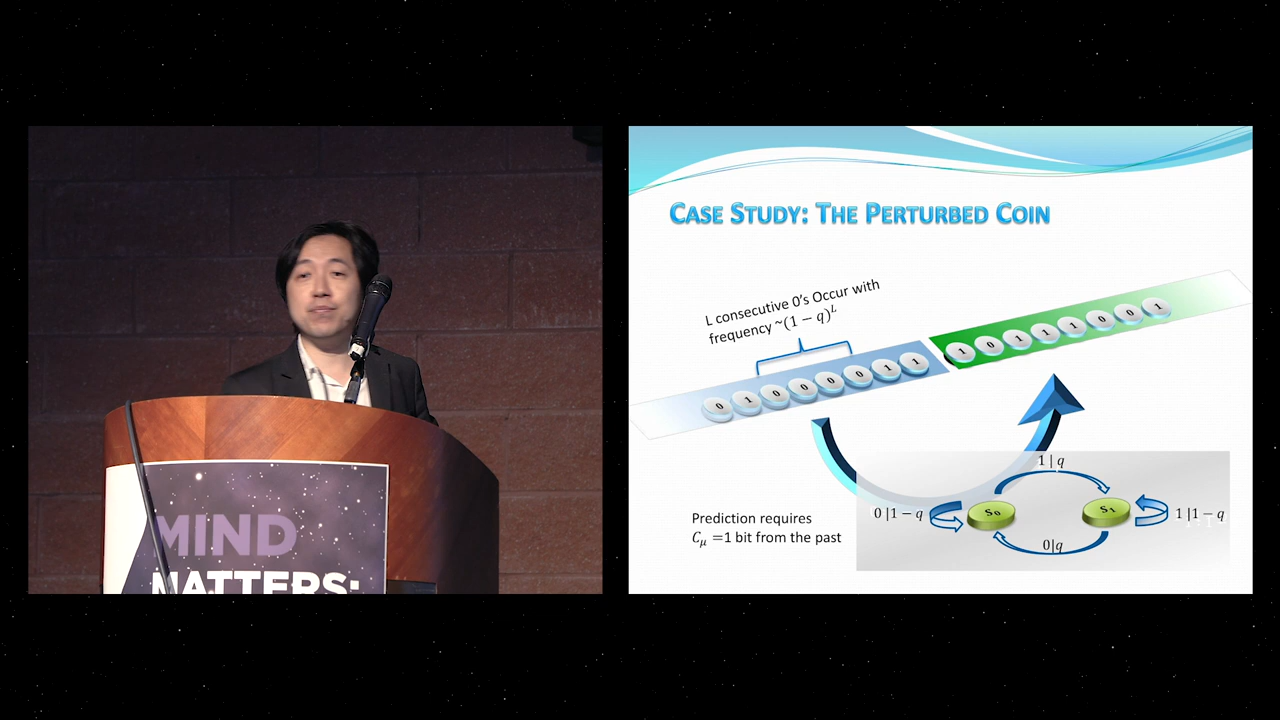 MIND
MATTERS:
CASE STUDY: THE PERTURBED COIN
L consecutive 0's Occur with
frequency ~(1 − q)^L
0 1 0 0 0 0 1 1
1 0 1 1 1 0 0 1
1 | q
0 |1 − q
S₀
S₁
1 |1 − q
0|q
Prediction requires
C_μ =1 bit from the past